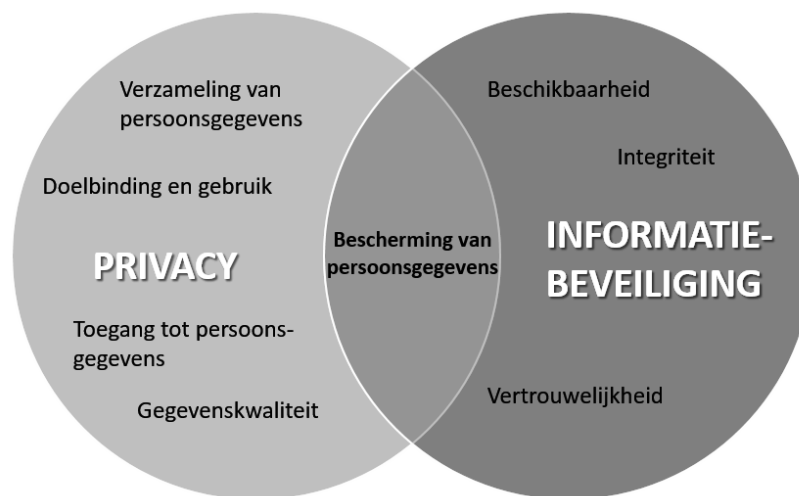 Verzameling van
persoonsgegevens
Doelbinding en gebruik
PRIVACY
Toegang tot persoons-
gegevens
Gegevenskwaliteit
Bescherming van
persoonsgegevens
Beschikbaarheid
Integriteit
INFORMATIE-
BEVEILIGING
Vertrouwelijkheid